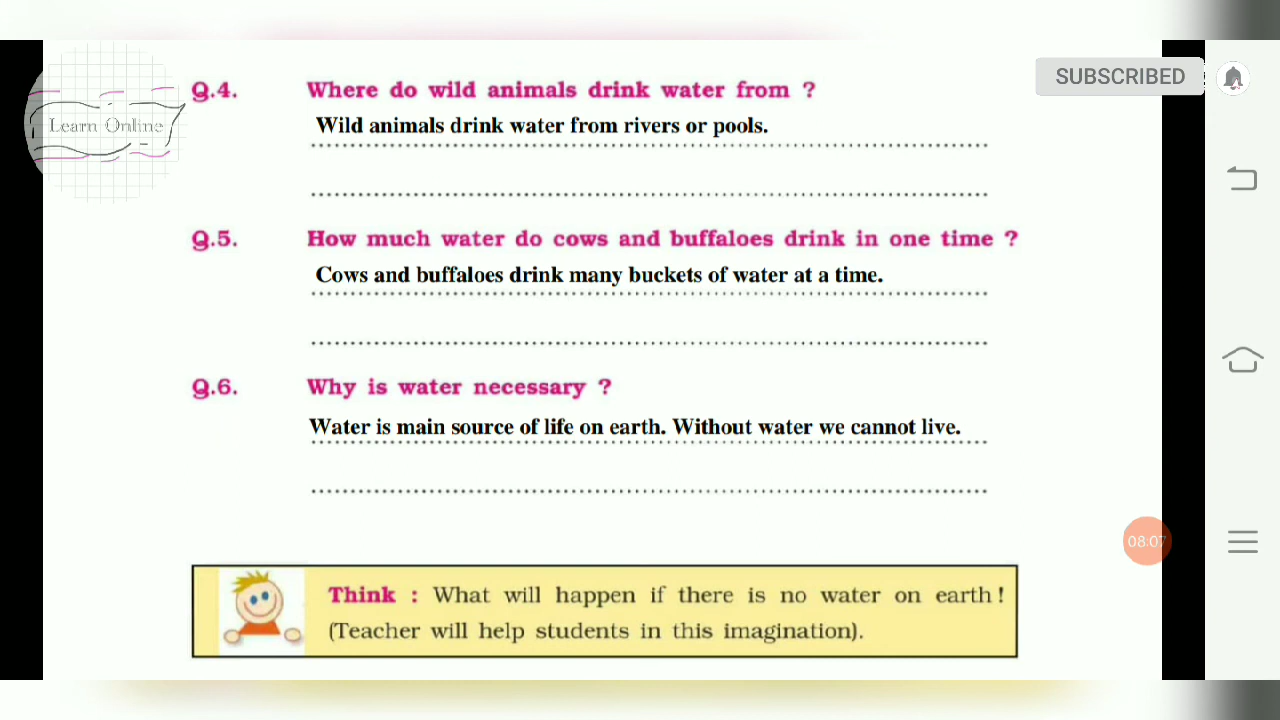 SUBSCRIBED
Learn Online
Q.4. Where do wild animals drink water from ?
Wild animals drink water from rivers or pools.
Q.5. How much water do cows and buffaloes drink in one time ?
Cows and buffaloes drink many buckets of water at a time.
Q.6. Why is water necessary ?
Water is main source of life on earth. Without water we cannot live.
08:07
Think : What will happen if there is no water on earth!
(Teacher will help students in this imagination).